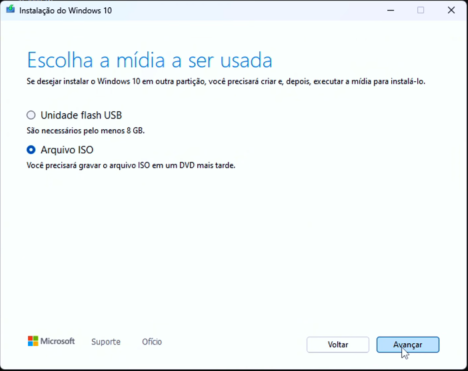 Instalação do Windows 10
Escolha a mídia a ser usada
Se desejar instalar o Windows 10 em outra partição, você precisará criar e, depois, executar a mídia para instalá-lo.
Unidade flash USB
São necessários pelo menos 8 GB.
Arquivo ISO
Você precisará gravar o arquivo ISO em um DVD mais tarde.
Microsoft Suporte Ofício Voltar Avançar